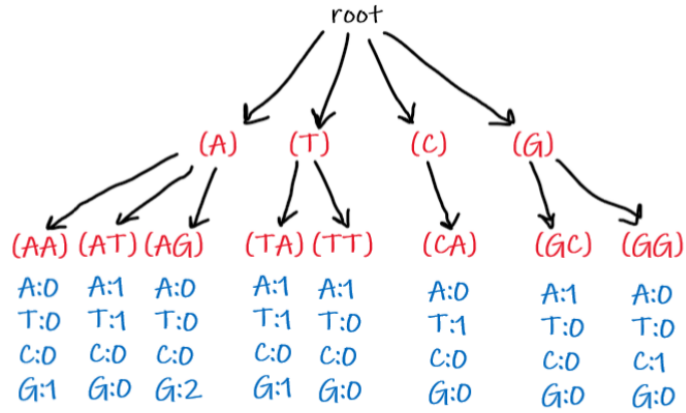 root
(A) (T) (C) (G)
(AA) (AT) (AG) (TA) (TT) (CA) (GC) (GG)
A:0 A:1 A:0 A:1 A:1 A:0 A:1 A:0
T:0 T:1 T:0 T:1 T:0 T:1 T:0 T:0
C:0 C:0 C:0 C:0 C:0 C:0 C:0 C:1
G:1 G:0 G:2 G:1 G:0 G:0 G:0 G:0